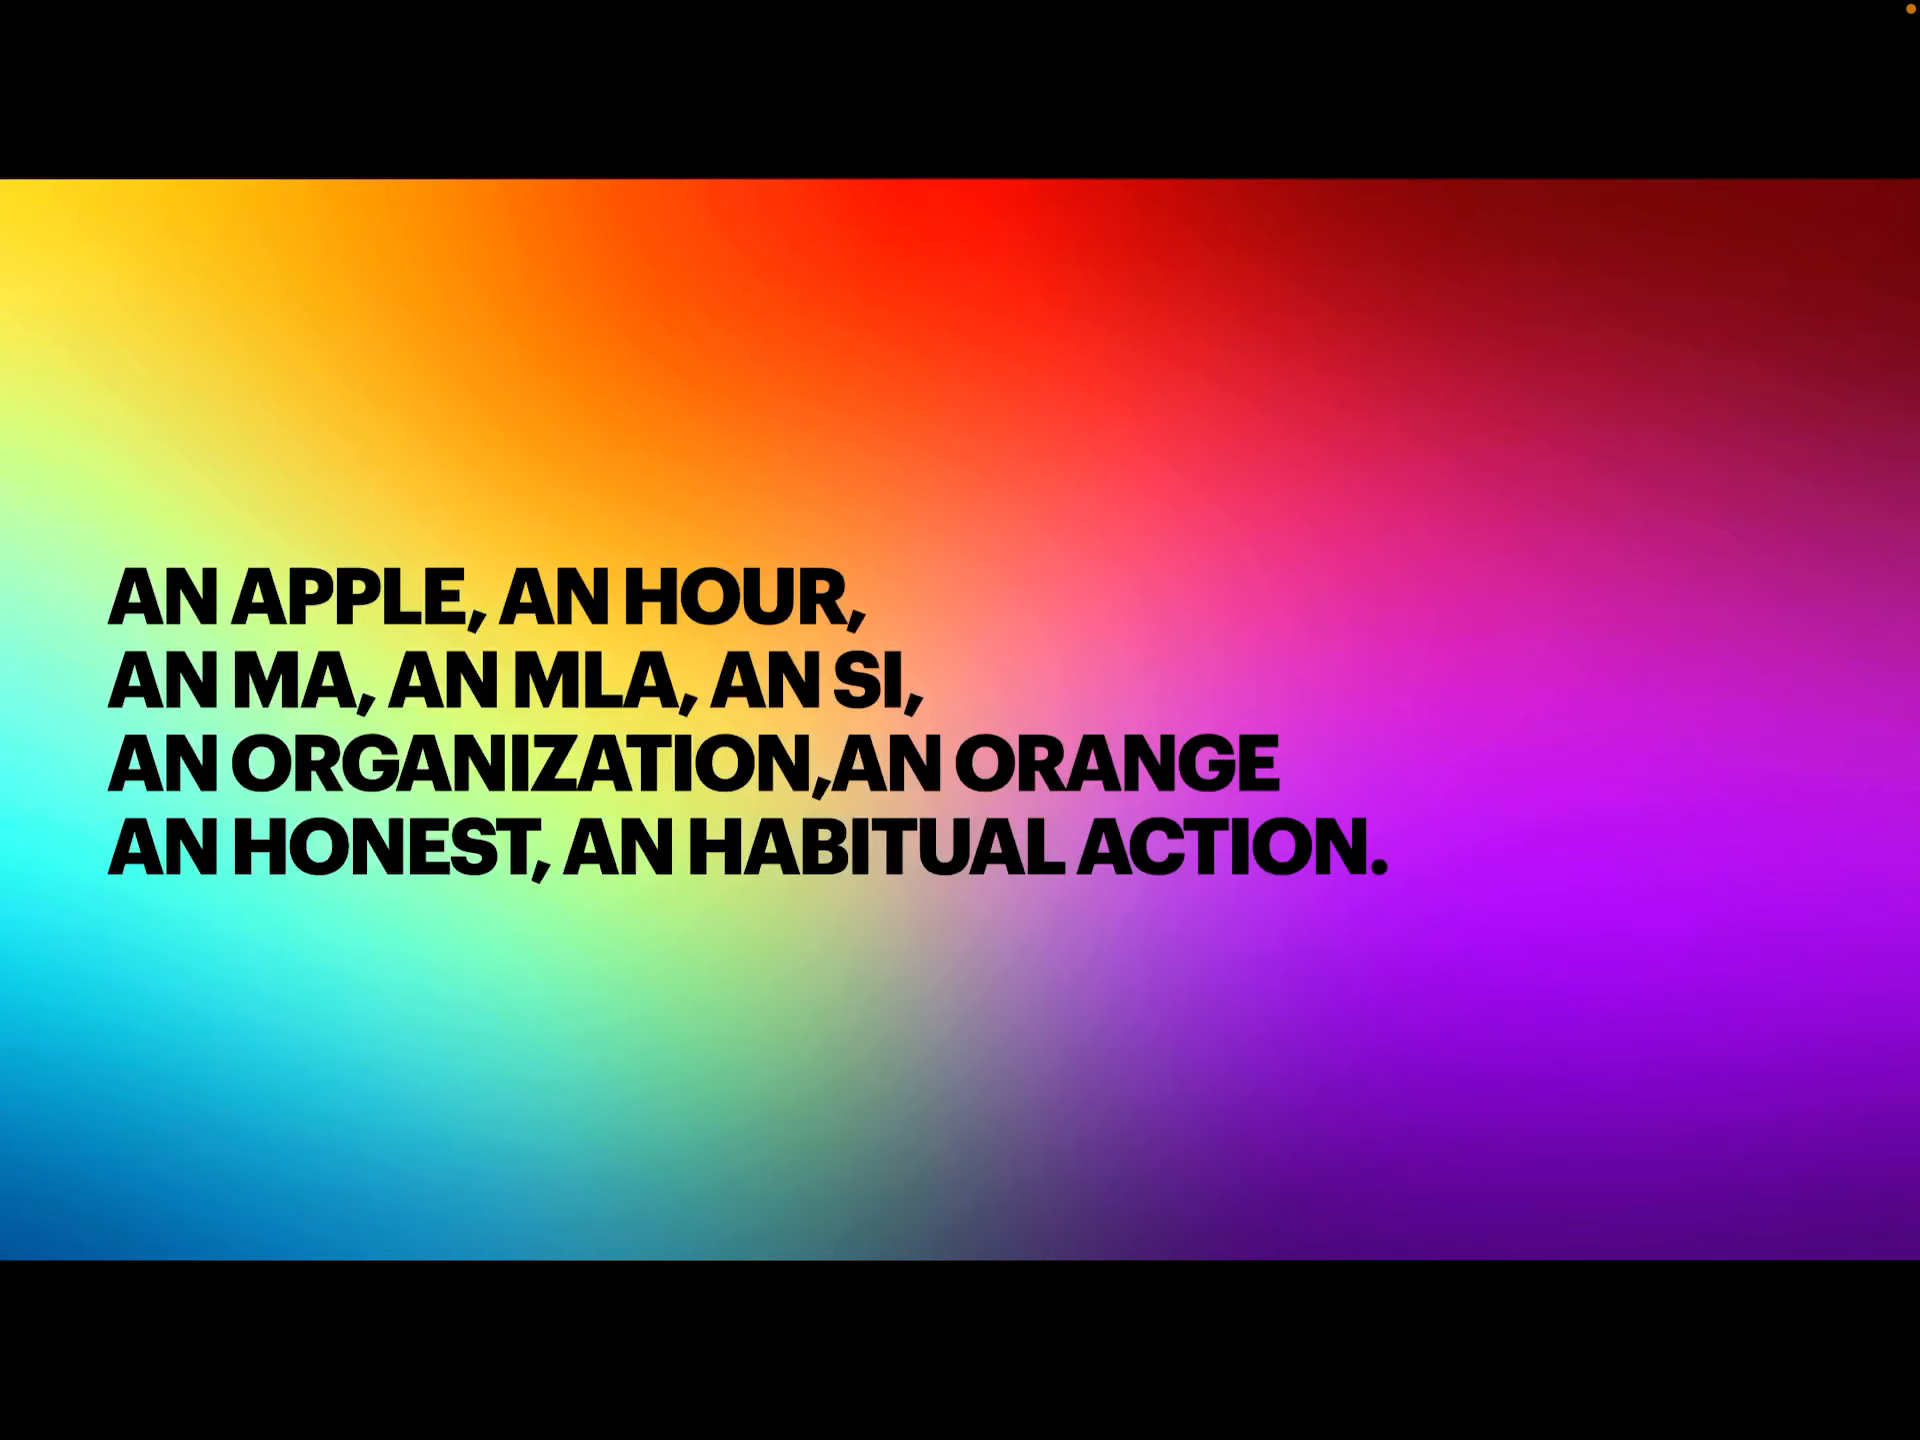 AN APPLE, AN HOUR,
AN MA, AN MLA, AN SI,
AN ORGANIZATION,AN ORANGE
AN HONEST, AN HABITUAL ACTION.